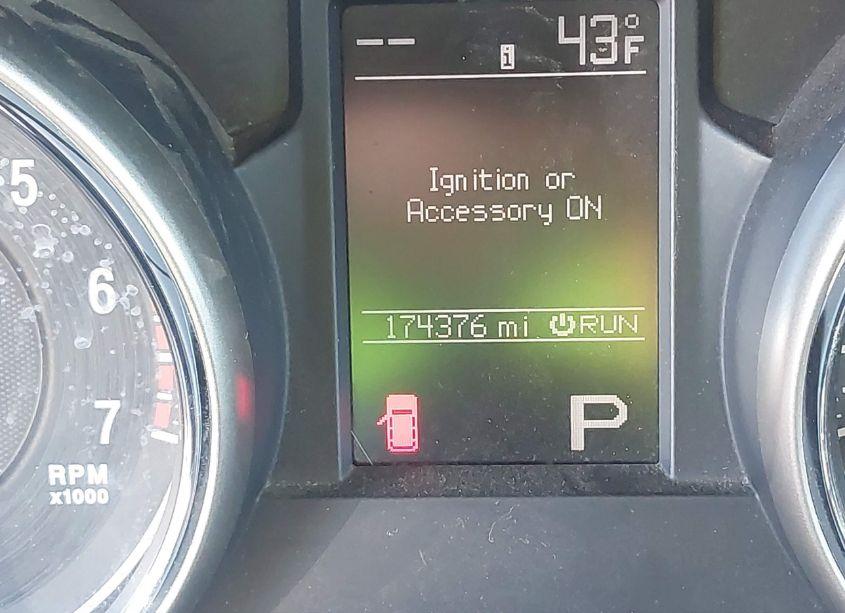 -- i 43°F
Ignition or
Accessory ON
174376 mi RUN
P
5
6
7
RPM
x1000